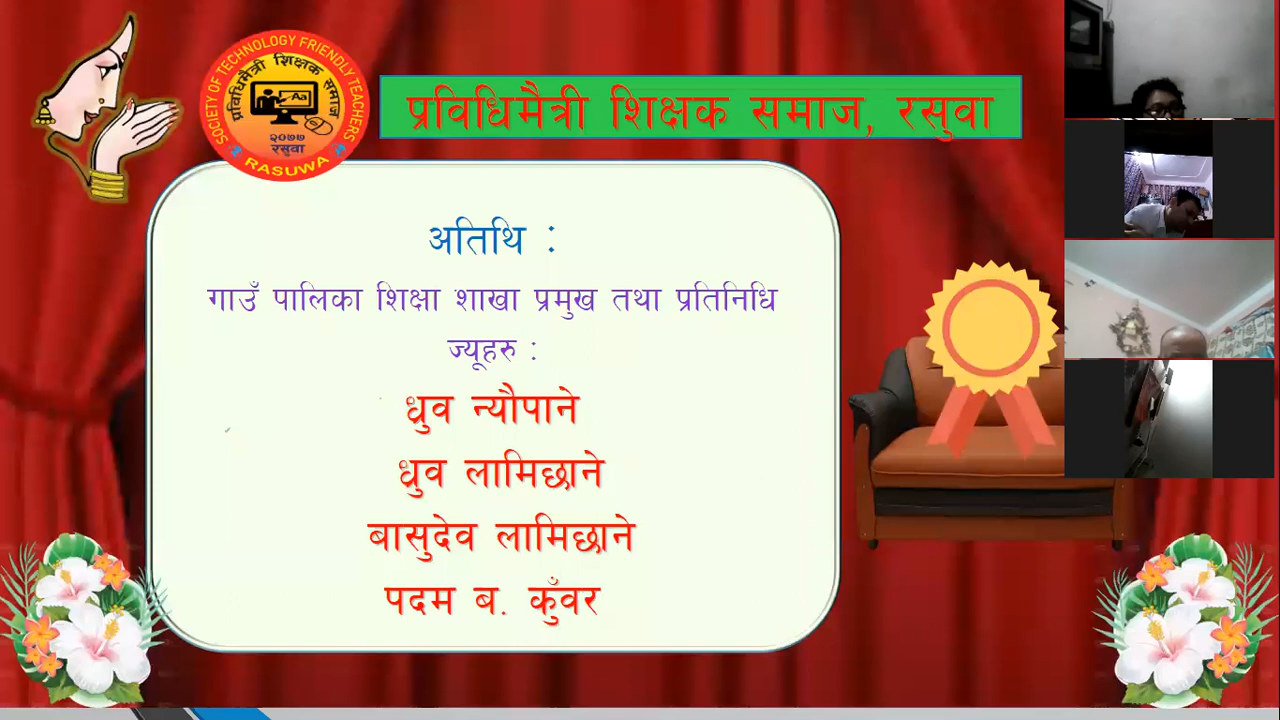 SOCIETY OF TECHNOLOGY FRIENDLY TEACHERS
प्रविधिमैत्री शिक्षक समाज
Aa
२०७७
रसुवा
RASUWA
प्रविधिमैत्री शिक्षक समाज, रसुवा
अतिथि :
गाउँ पालिका शिक्षा शाखा प्रमुख तथा प्रतिनिधि
ज्यूहरु :
ध्रुव न्यौपाने
ध्रुव लामिछाने
बासुदेव लामिछाने
पदम ब. कुँवर